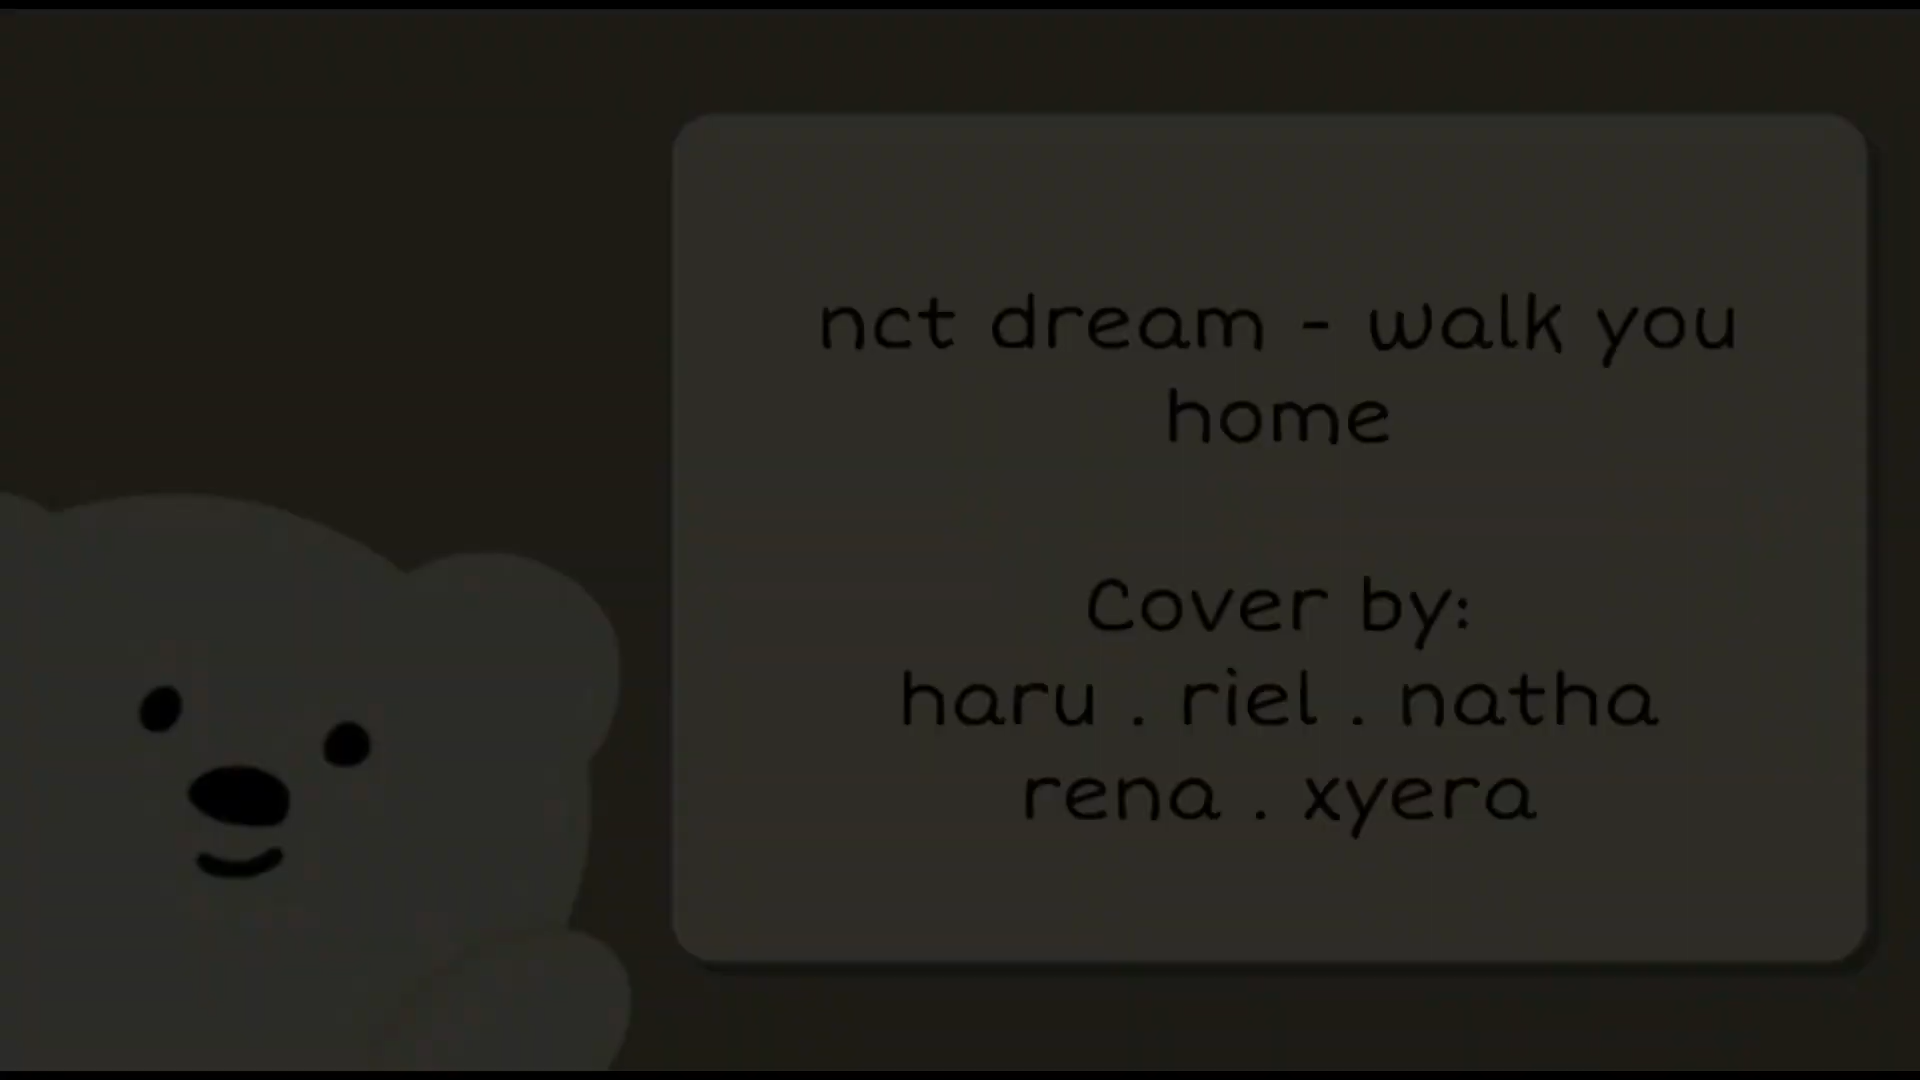 nct dream - walk you
home
Cover by:
haru . riel . natha
rena . xyera